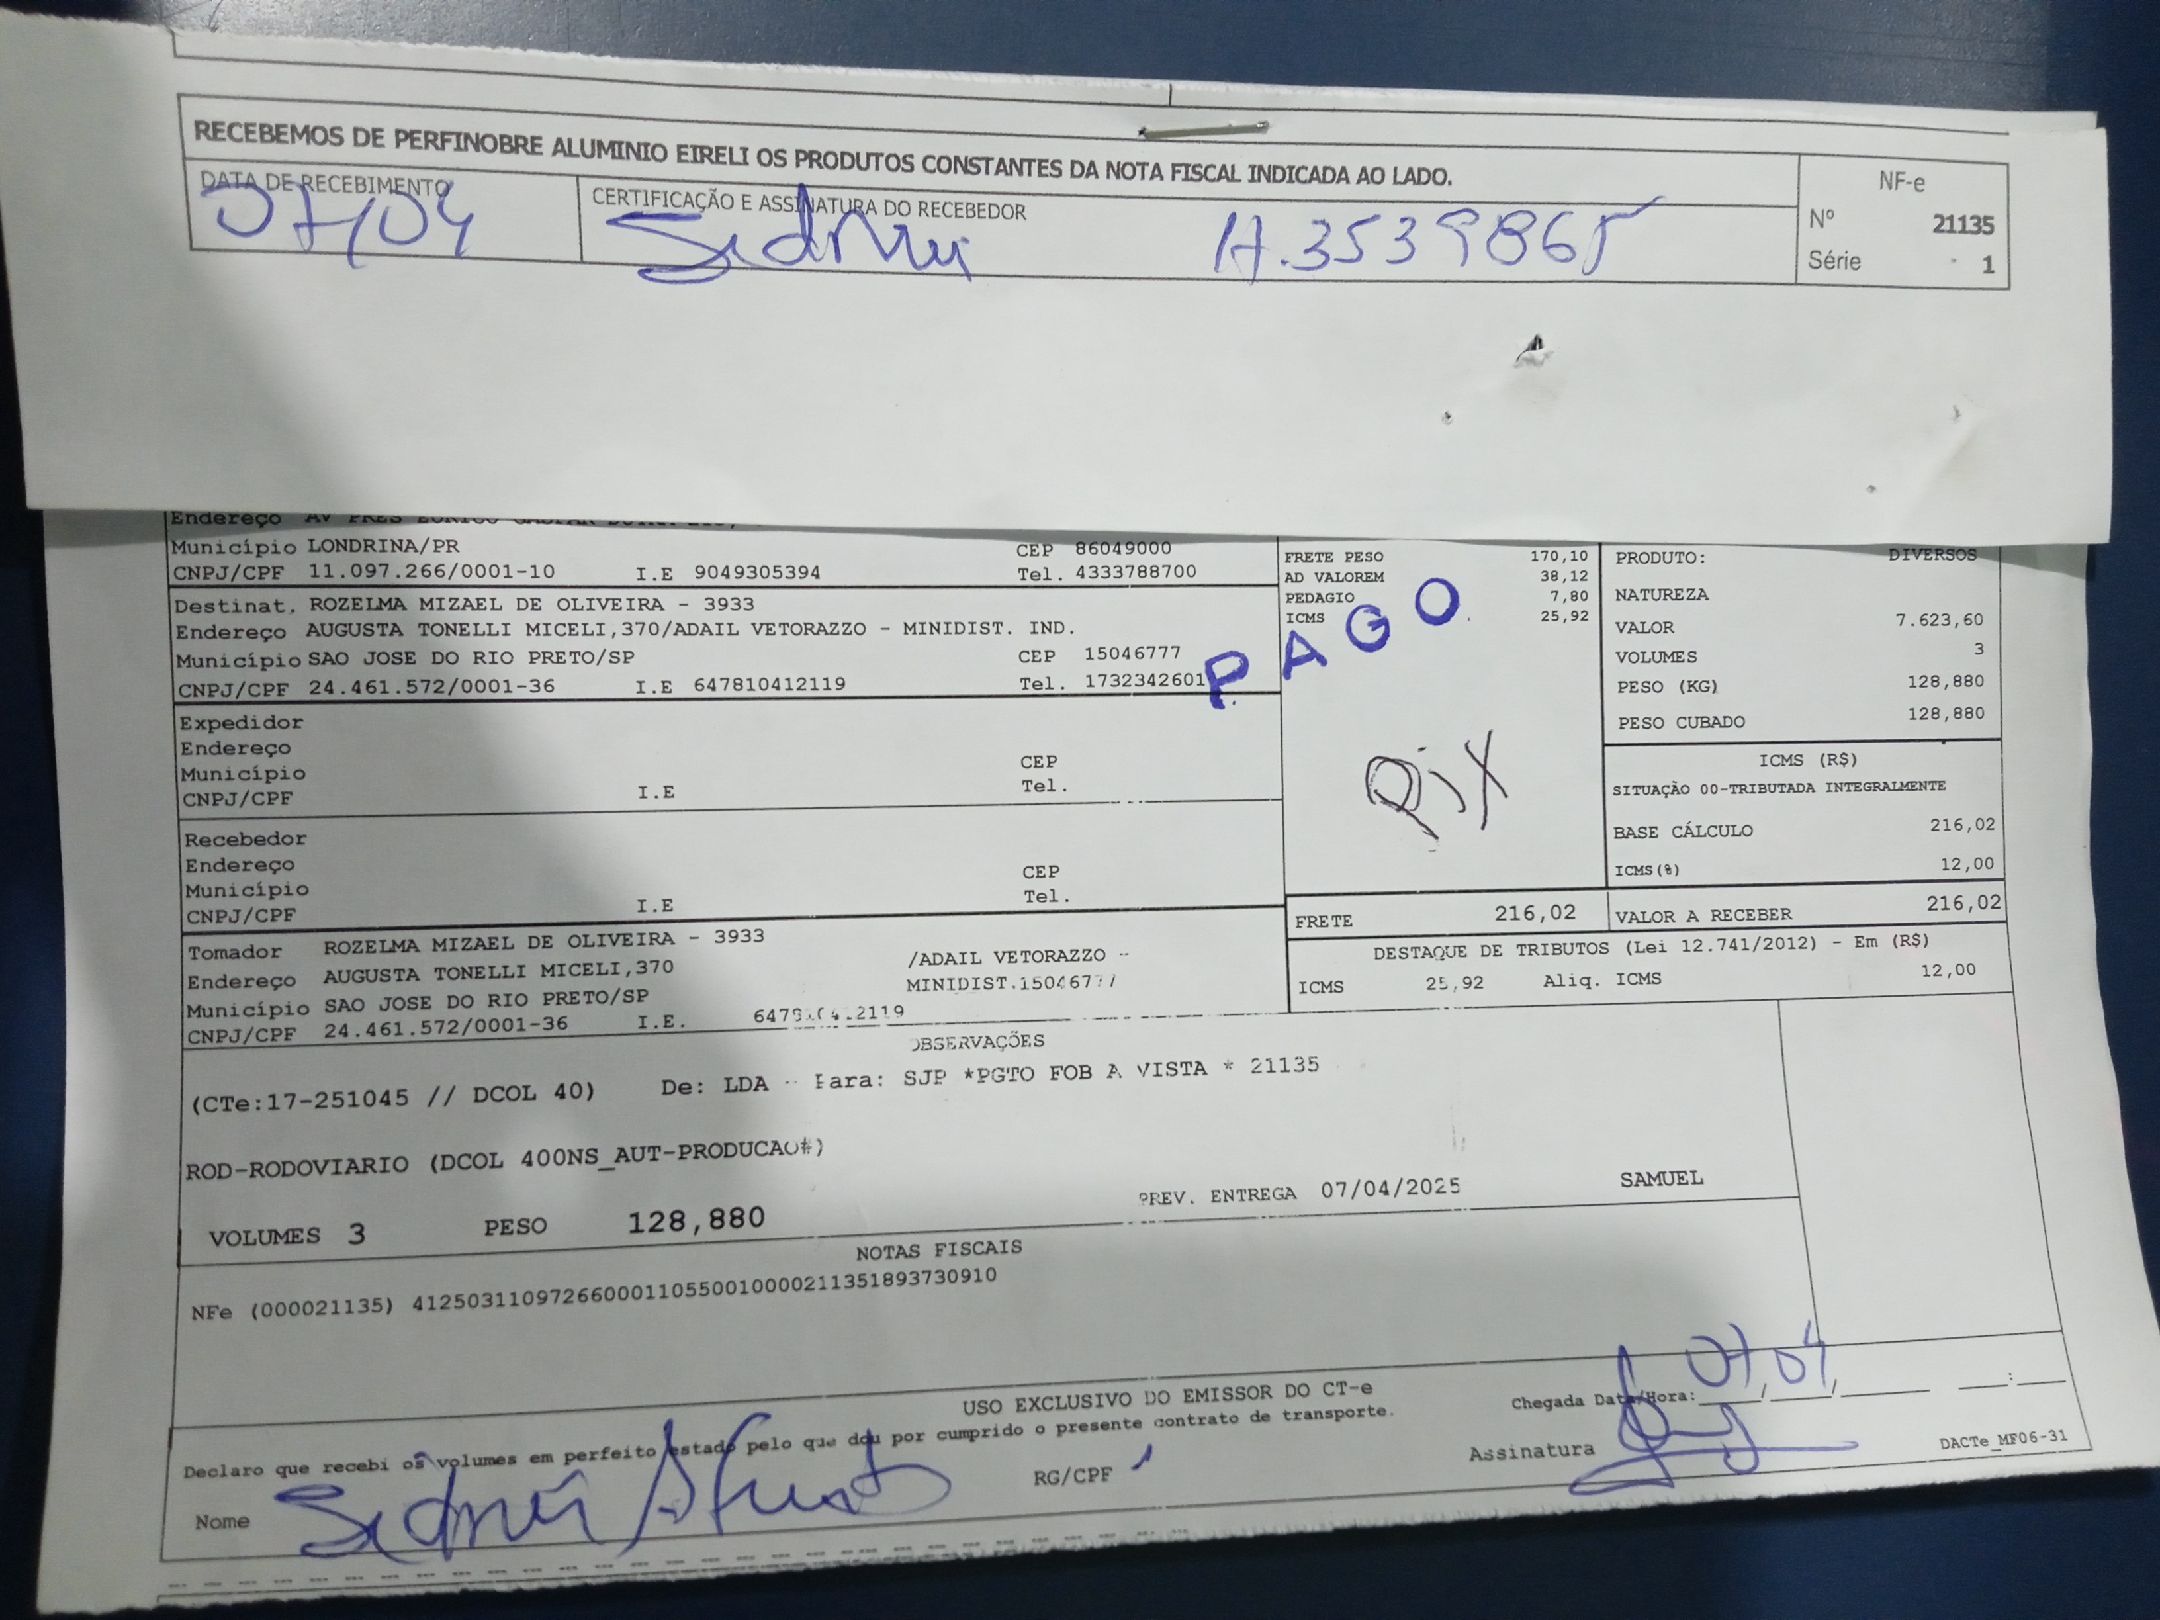 RECEBEMOS DE PERFINOBRE ALUMINIO EIRELI OS PRODUTOS CONSTANTES DA NOTA FISCAL INDICADA AO LADO.
NF-e
DATA DE RECEBIMENTO
07/04
CERTIFICAÇÃO E ASSINATURA DO RECEBEDOR
Sidnei
17.3539865
Nº 21135
Série 1
Endereço AV PRES
Município LONDRINA/PR CEP 86049000
CNPJ/CPF 11.097.266/0001-10 I.E 9049305394 Tel. 4333788700
Destinat. ROZELMA MIZAEL DE OLIVEIRA - 3933
Endereço AUGUSTA TONELLI MICELI,370/ADAIL VETORAZZO - MINIDIST. IND.
Município SAO JOSE DO RIO PRETO/SP CEP 15046777
CNPJ/CPF 24.461.572/0001-36 I.E 647810412119 Tel. 1732342601
Expedidor
Endereço
Município CEP
CNPJ/CPF I.E Tel.
Recebedor
Endereço
Município CEP
CNPJ/CPF I.E Tel.
Tomador ROZELMA MIZAEL DE OLIVEIRA - 3933
Endereço AUGUSTA TONELLI MICELI,370 /ADAIL VETORAZZO -
Município SAO JOSE DO RIO PRETO/SP MINIDIST.15046777
CNPJ/CPF 24.461.572/0001-36 I.E. 647810412119
FRETE PESO 170,10
AD VALOREM 38,12
PEDAGIO 7,80
ICMS 25,92
PAGO
Pix
FRETE 216,02
PRODUTO: DIVERSOS
NATUREZA
VALOR 7.623,60
VOLUMES 3
PESO (KG) 128,880
PESO CUBADO 128,880
ICMS (R$)
SITUAÇÃO 00-TRIBUTADA INTEGRALMENTE
BASE CÁLCULO 216,02
ICMS(%) 12,00
VALOR A RECEBER 216,02
DESTAQUE DE TRIBUTOS (Lei 12.741/2012) - Em (R$)
ICMS 25,92 Aliq. ICMS 12,00
OBSERVAÇÕES
(CTe:17-251045 // DCOL 40) De: LDA - Para: SJP *PGTO FOB A VISTA * 21135
ROD-RODOVIARIO (DCOL 400NS_AUT-PRODUCAO#)
VOLUMES 3 PESO 128,880 PREV. ENTREGA 07/04/2025 SAMUEL
NOTAS FISCAIS
NFe (000021135) 41250311097266000110550010000211351893730910
USO EXCLUSIVO DO EMISSOR DO CT-e
Declaro que recebi os volumes em perfeito estado pelo que dou por cumprido o presente contrato de transporte.
Chegada Data/Hora: 07/04/
Nome Sidnei RG/CPF Assinatura
DACTe_MF06-31